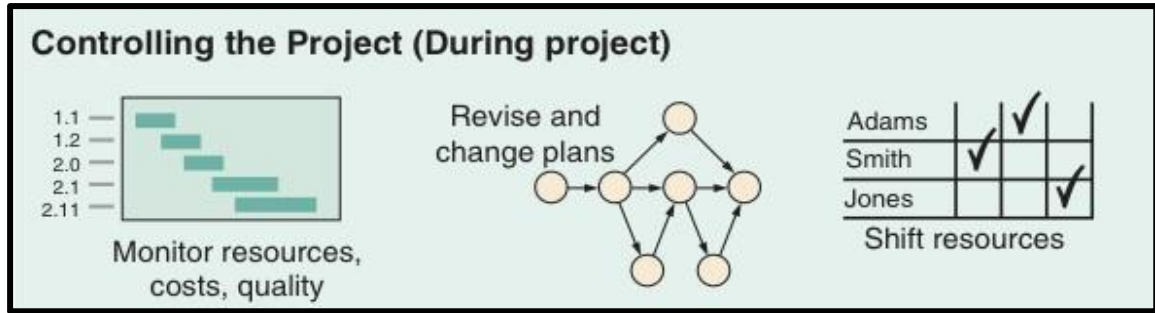 Controlling the Project (During project)
1.1
1.2
2.0
2.1
2.11
Monitor resources,
costs, quality
Revise and
change plans
Adams
Smith
Jones
Shift resources